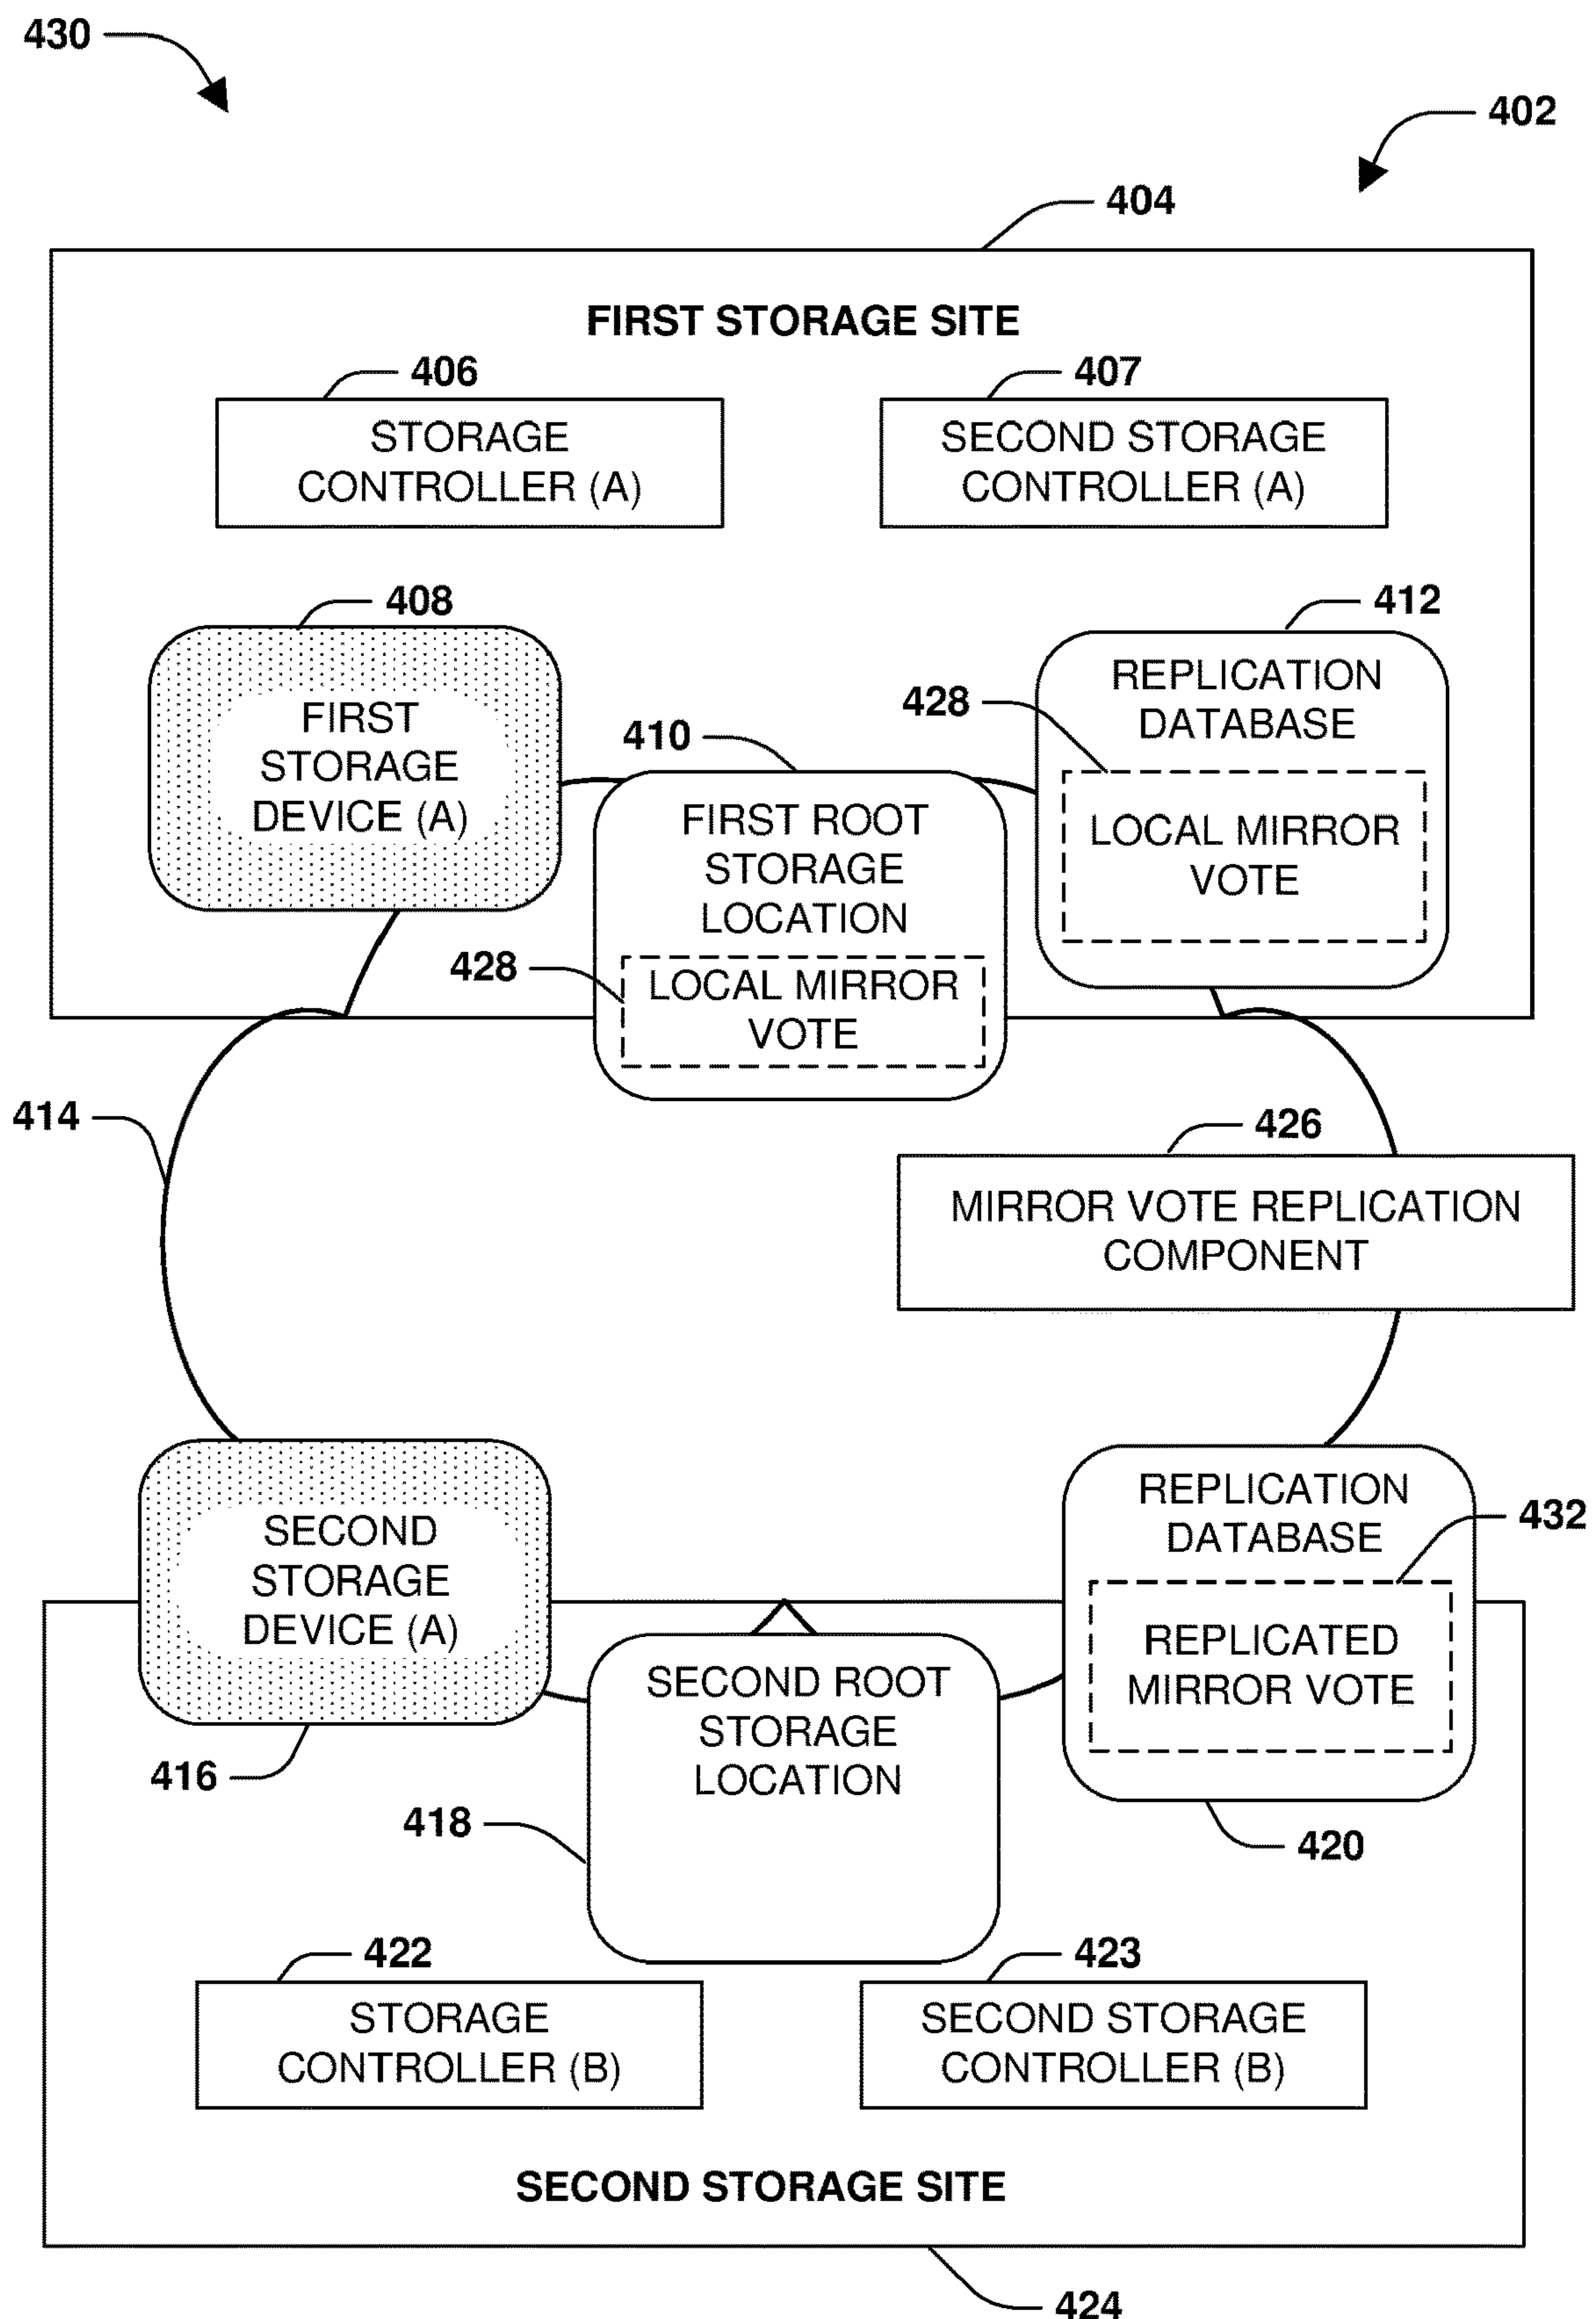 430
402
404
FIRST STORAGE SITE
406
407
STORAGE
CONTROLLER (A)
SECOND STORAGE
CONTROLLER (A)
408
412
FIRST
STORAGE
DEVICE (A)
REPLICATION
DATABASE
428
LOCAL MIRROR
VOTE
410
FIRST ROOT
STORAGE
LOCATION
428
LOCAL MIRROR
VOTE
414
426
MIRROR VOTE REPLICATION
COMPONENT
SECOND
STORAGE
DEVICE (A)
416
REPLICATION
DATABASE
432
REPLICATED
MIRROR VOTE
420
SECOND ROOT
STORAGE
LOCATION
418
422
423
STORAGE
CONTROLLER (B)
SECOND STORAGE
CONTROLLER (B)
SECOND STORAGE SITE
424